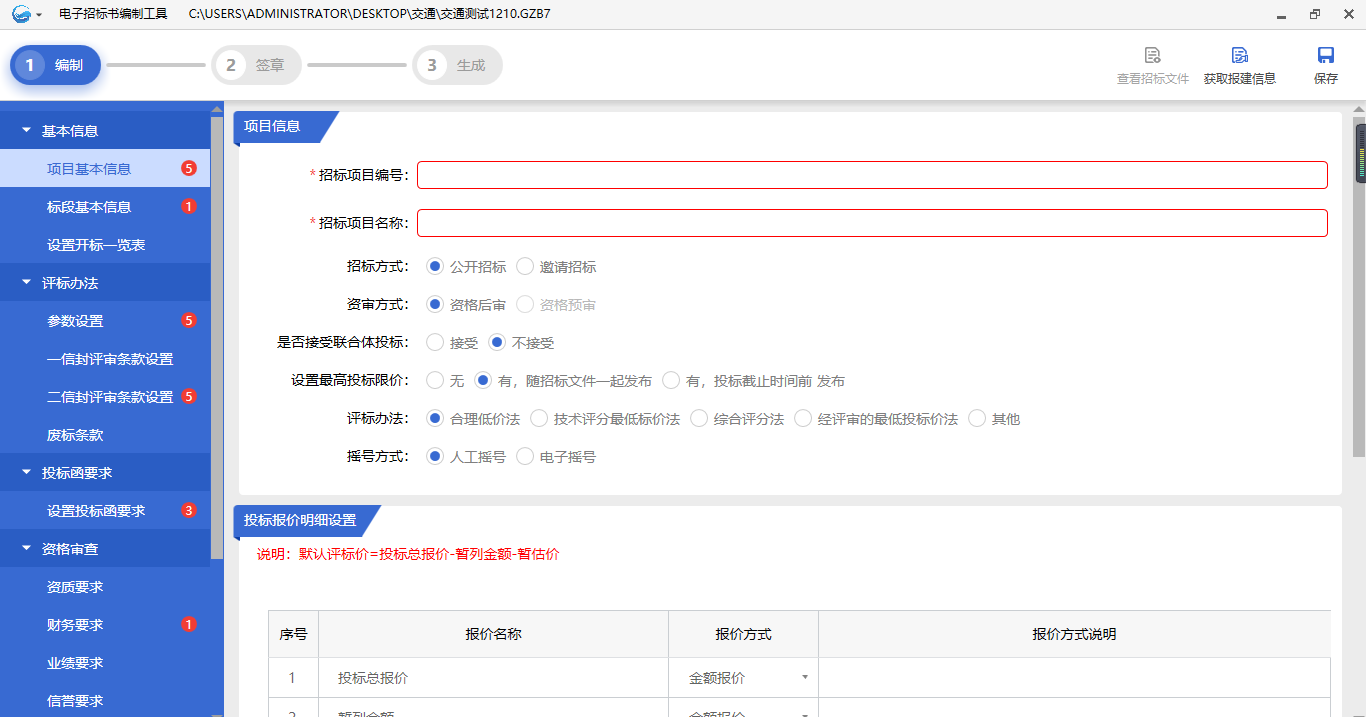 电子招标书编制工具 C:\USERS\ADMINISTRATOR\DESKTOP\交通\交通测试1210.GZB7
1 编制 2 签章 3 生成
查看招标文件 获取报建信息 保存
基本信息
项目基本信息 5
标段基本信息 1
设置开标一览表
评标办法
参数设置 5
一信封评审条款设置
二信封评审条款设置 5
废标条款
投标函要求
设置投标函要求 3
资格审查
资质要求
财务要求 1
业绩要求
信誉要求
项目信息
*招标项目编号：
*招标项目名称：
招标方式： 公开招标 邀请招标
资审方式： 资格后审 资格预审
是否接受联合体投标： 接受 不接受
设置最高投标限价： 无 有，随招标文件一起发布 有，投标截止时间前 发布
评标办法： 合理低价法 技术评分最低标价法 综合评分法 经评审的最低投标价法 其他
摇号方式： 人工摇号 电子摇号
投标报价明细设置
说明：默认评标价=投标总报价-暂列金额-暂估价
序号 报价名称 报价方式 报价方式说明
1 投标总报价 金额报价
2 暂列金额 金额报价